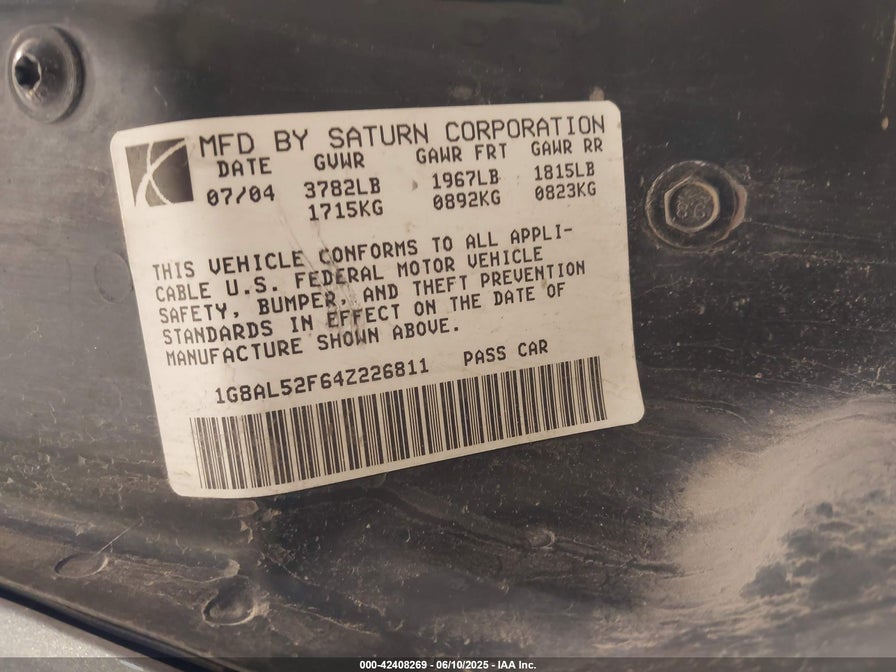 MFD BY SATURN CORPORATION
DATE GVWR GAWR FRT GAWR RR
07/04 3782LB 1967LB 1815LB
1715KG 0892KG 0823KG
THIS VEHICLE CONFORMS TO ALL APPLI-
CABLE U.S. FEDERAL MOTOR VEHICLE
SAFETY, BUMPER, AND THEFT PREVENTION
STANDARDS IN EFFECT ON THE DATE OF
MANUFACTURE SHOWN ABOVE.
1G8AL52F64Z226811 PASS CAR
000-42408269 - 06/10/2025 - IAA Inc.